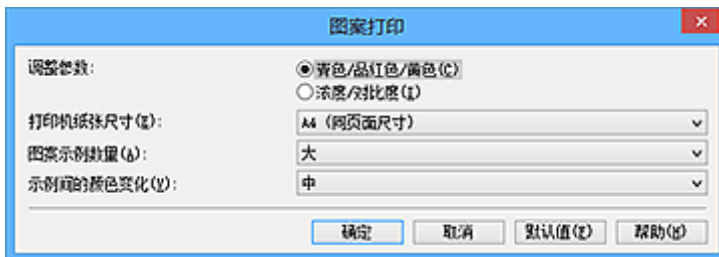 图案打印
调整参数:
青色/品红色/黄色(C)
浓度/对比度(I)
打印机纸张尺寸(E): A4 (同页面尺寸)
图案示例数量(A): 大
示例间的颜色变化(V): 中
确定 取消 默认值(F) 帮助(H)